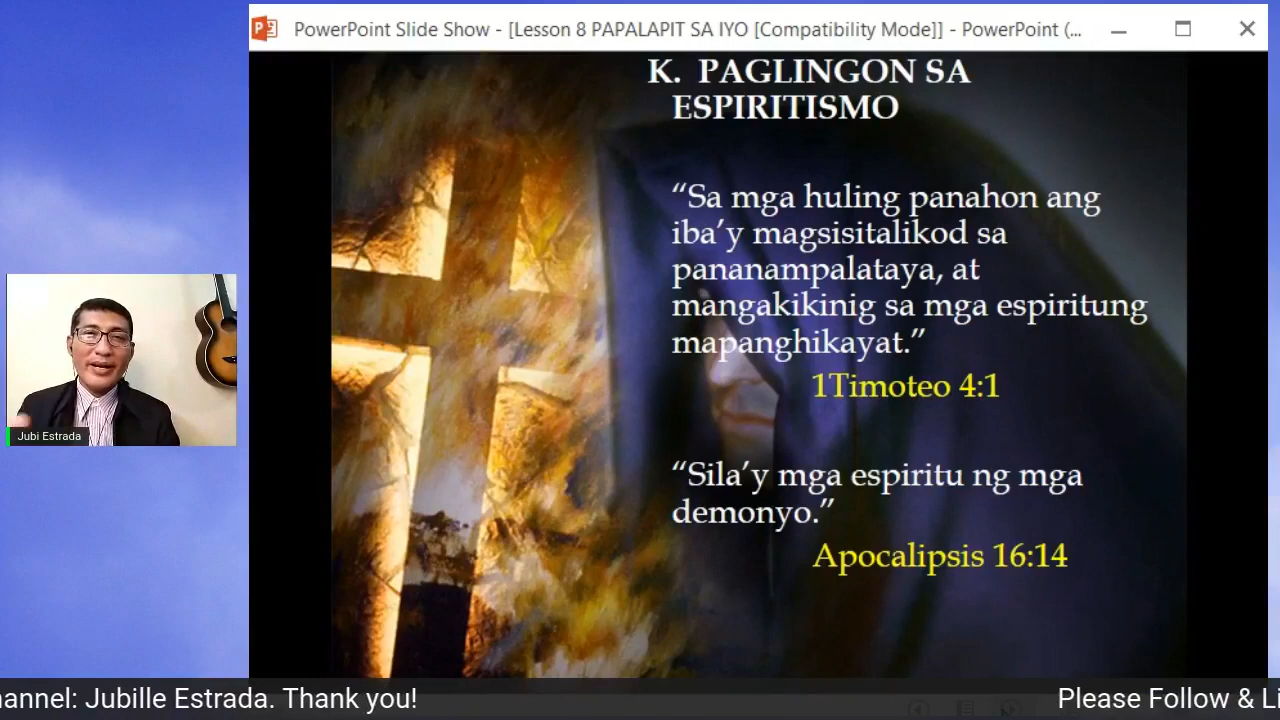 PowerPoint Slide Show - [Lesson 8 PAPALAPIT SA IYO [Compatibility Mode]] - PowerPoint (...
K. PAGLINGON SA
ESPIRITISMO
“Sa mga huling panahon ang
iba’y magsisitalikod sa
pananampalataya, at
mangakikinig sa mga espiritung
mapanghikayat.”
1Timoteo 4:1
“Sila’y mga espiritu ng mga
demonyo.”
Apocalipsis 16:14
Jubi Estrada
hannel: Jubille Estrada. Thank you! Please Follow & Li